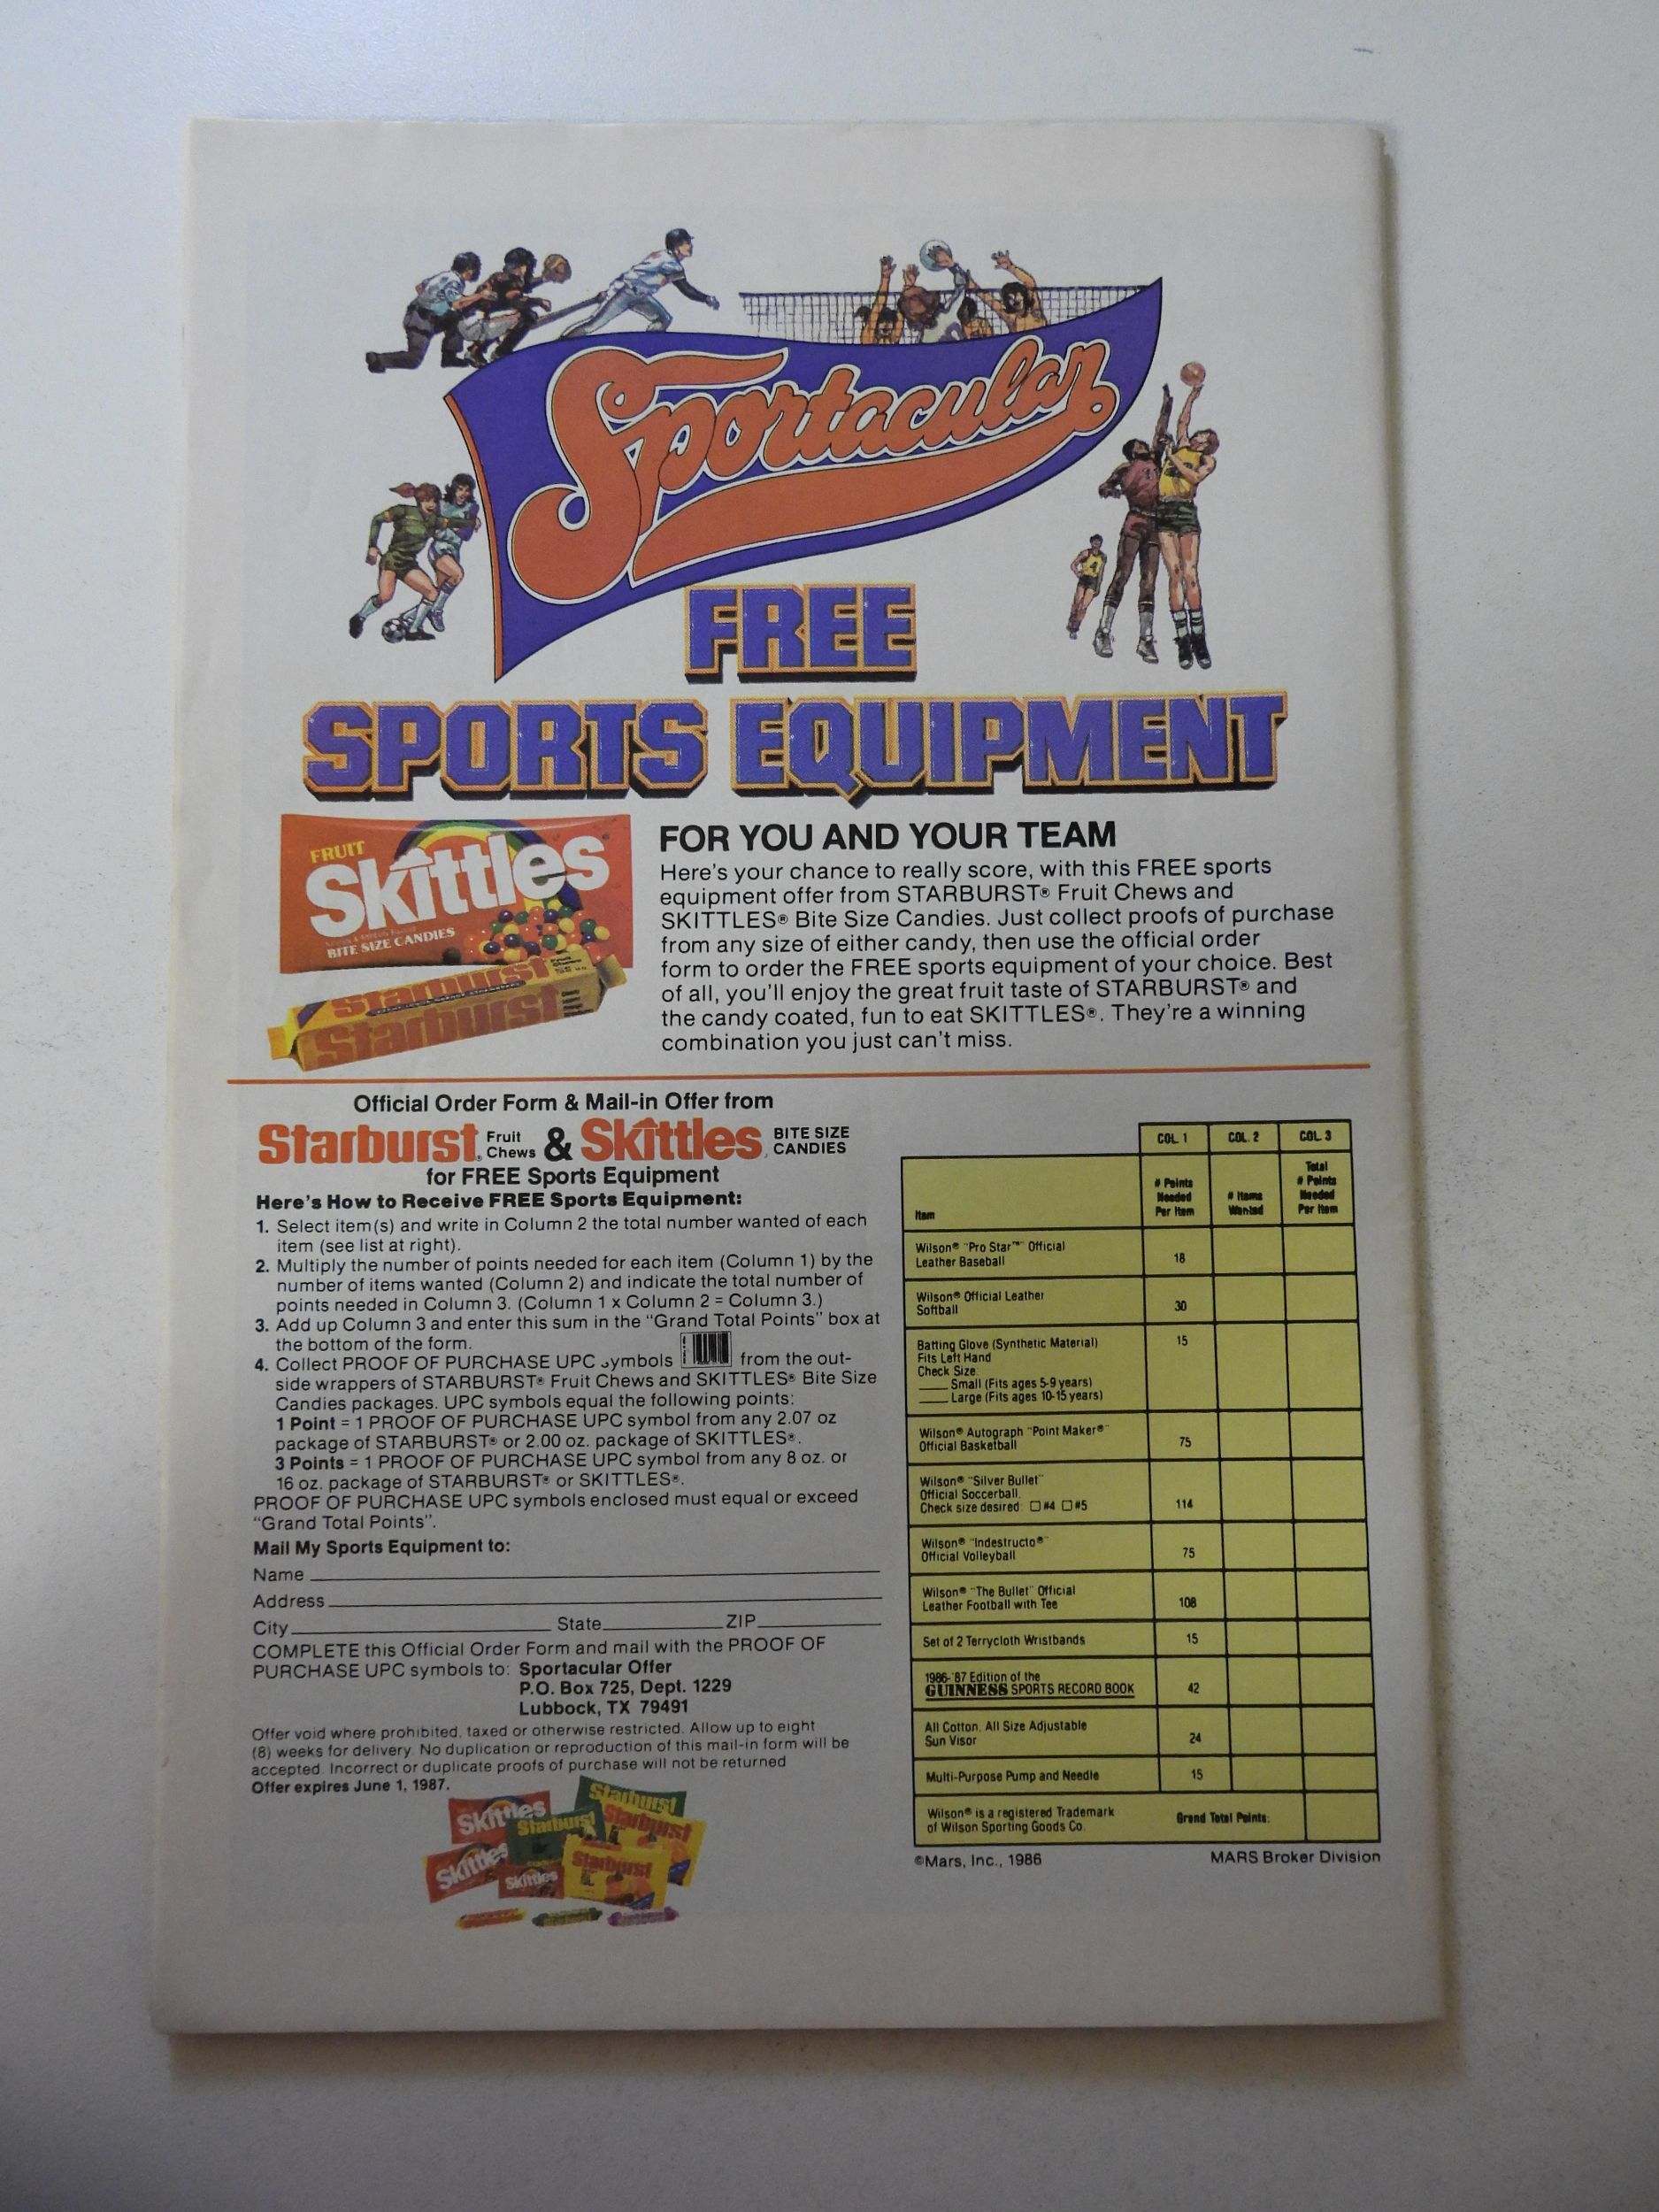 Sportacular
FREE
SPORTS EQUIPMENT
FRUIT
Skittles
BITE SIZE CANDIES
Starburst
Starburst
FOR YOU AND YOUR TEAM
Here's your chance to really score, with this FREE sports
equipment offer from STARBURST® Fruit Chews and
SKITTLES® Bite Size Candies. Just collect proofs of purchase
from any size of either candy, then use the official order
form to order the FREE sports equipment of your choice. Best
of all, you'll enjoy the great fruit taste of STARBURST® and
the candy coated, fun to eat SKITTLES®. They're a winning
combination you just can't miss.
Official Order Form & Mail-in Offer from
Starburst® Fruit Chews & Skittles BITE SIZE CANDIES
for FREE Sports Equipment
Here's How to Receive FREE Sports Equipment:
1. Select item(s) and write in Column 2 the total number wanted of each
item (see list at right).
2. Multiply the number of points needed for each item (Column 1) by the
number of items wanted (Column 2) and indicate the total number of
points needed in Column 3. (Column 1 x Column 2 = Column 3.)
3. Add up Column 3 and enter this sum in the "Grand Total Points" box at
the bottom of the form.
4. Collect PROOF OF PURCHASE UPC symbols from the out-
side wrappers of STARBURST® Fruit Chews and SKITTLES® Bite Size
Candies packages. UPC symbols equal the following points:
1 Point = 1 PROOF OF PURCHASE UPC symbol from any 2.07 oz
package of STARBURST® or 2.00 oz. package of SKITTLES®.
3 Points = 1 PROOF OF PURCHASE UPC symbol from any 8 oz. or
16 oz. package of STARBURST® or SKITTLES®.
PROOF OF PURCHASE UPC symbols enclosed must equal or exceed
"Grand Total Points".
Mail My Sports Equipment to:
Name
Address
City State ZIP
COMPLETE this Official Order Form and mail with the PROOF OF
PURCHASE UPC symbols to: Sportacular Offer
P.O. Box 725, Dept. 1229
Lubbock, TX 79491
Offer void where prohibited, taxed or otherwise restricted. Allow up to eight
(8) weeks for delivery. No duplication or reproduction of this mail-in form will be
accepted. Incorrect or duplicate proofs of purchase will not be returned
Offer expires June 1, 1987.
Skittles
Starburst
Starburst
Starburst
Skittles
Skittles
Starburst
COL. 1 COL. 2 COL. 3
Item
# Points Needed Per Item
# Items Wanted
Total # Points Needed Per Item
Wilson® "Pro Star™" Official
Leather Baseball 18
Wilson® Official Leather
Softball 30
Batting Glove (Synthetic Material) 15
Fits Left Hand
Check Size
Small (Fits ages 5-9 years)
Large (Fits ages 10-15 years)
Wilson® Autograph "Point Maker®"
Official Basketball 75
Wilson® "Silver Bullet"
Official Soccerball
Check size desired #4 #5 114
Wilson® "Indestructo®"
Official Volleyball 75
Wilson® "The Bullet" Official
Leather Football with Tee 108
Set of 2 Terrycloth Wristbands 15
1986-'87 Edition of the
GUINNESS SPORTS RECORD BOOK 42
All Cotton, All Size Adjustable
Sun Visor 24
Multi-Purpose Pump and Needle 15
Wilson® is a registered Trademark
of Wilson Sporting Goods Co. Grand Total Points:
©Mars, Inc., 1986 MARS Broker Division